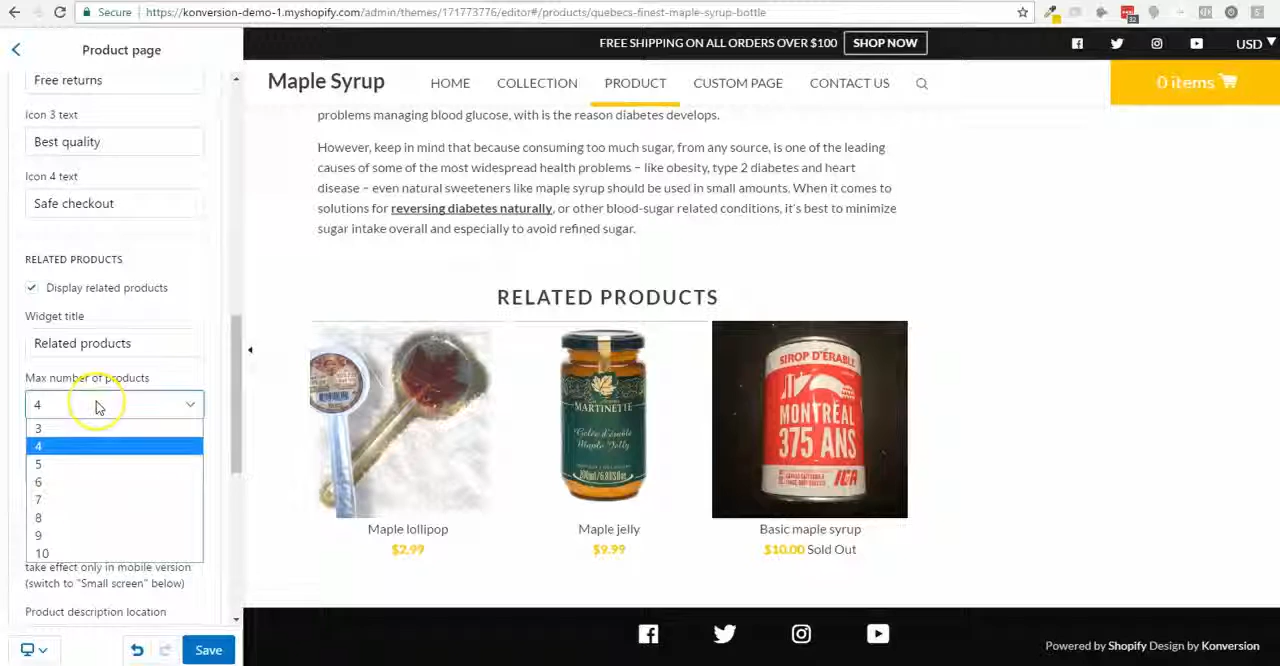 Secure
https://konversion-demo-1.myshopify.com/admin/themes/171773776/editor#/products/quebecs-finest-maple-syrup-bottle
Product page
Free returns
Icon 3 text
Best quality
Icon 4 text
Safe checkout
RELATED PRODUCTS
Display related products
Widget title
Related products
Max number of products
4
3
4
5
6
7
8
9
10
take effect only in mobile version
(switch to "Small screen" below)
Product description location
Save
FREE SHIPPING ON ALL ORDERS OVER $100 SHOP NOW
USD
Maple Syrup HOME COLLECTION PRODUCT CUSTOM PAGE CONTACT US
0 items
problems managing blood glucose, with is the reason diabetes develops.
However, keep in mind that because consuming too much sugar, from any source, is one of the leading
causes of some of the most widespread health problems – like obesity, type 2 diabetes and heart
disease – even natural sweeteners like maple syrup should be used in small amounts. When it comes to
solutions for reversing diabetes naturally, or other blood-sugar related conditions, it's best to minimize
sugar intake overall and especially to avoid refined sugar.
RELATED PRODUCTS
MARTINETTE
Gelée d'érable
Maple Jelly
SIROP D'ÉRABLE
MONTRÉAL
375 ANS
IGA
Maple lollipop
$2.99
Maple jelly
$9.99
Basic maple syrup
$10.00 Sold Out
Powered by Shopify Design by Konversion